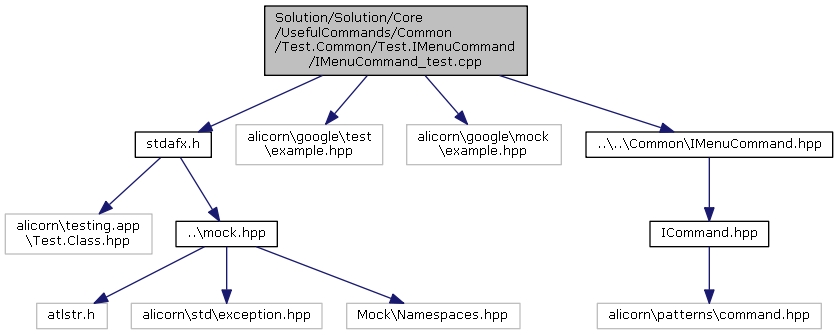 Solution/Solution/Core
/UsefulCommands/Common
/Test.Common/Test.IMenuCommand
/IMenuCommand_test.cpp
stdafx.h
alicorn\google\test
\example.hpp
alicorn\google\mock
\example.hpp
..\..\Common\IMenuCommand.hpp
alicorn\testing.app
\Test.Class.hpp
..\mock.hpp
ICommand.hpp
atlstr.h
alicorn\std\exception.hpp
Mock\Namespaces.hpp
alicorn\patterns\command.hpp